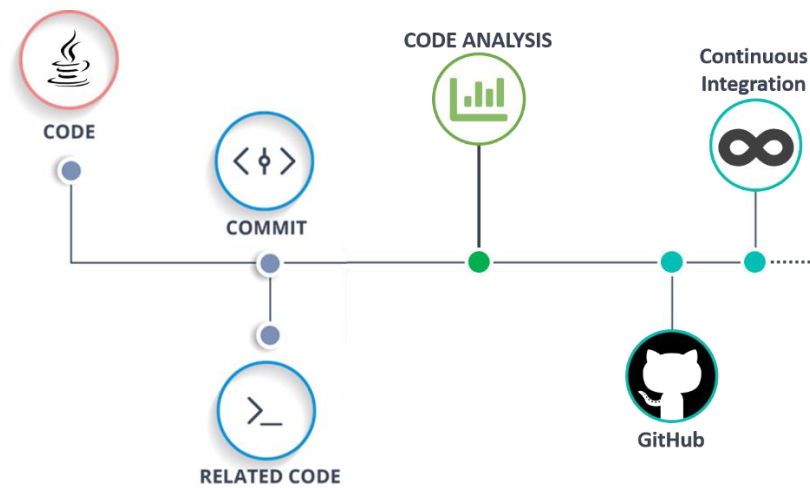 CODE
COMMIT
RELATED CODE
CODE ANALYSIS
GitHub
Continuous
Integration